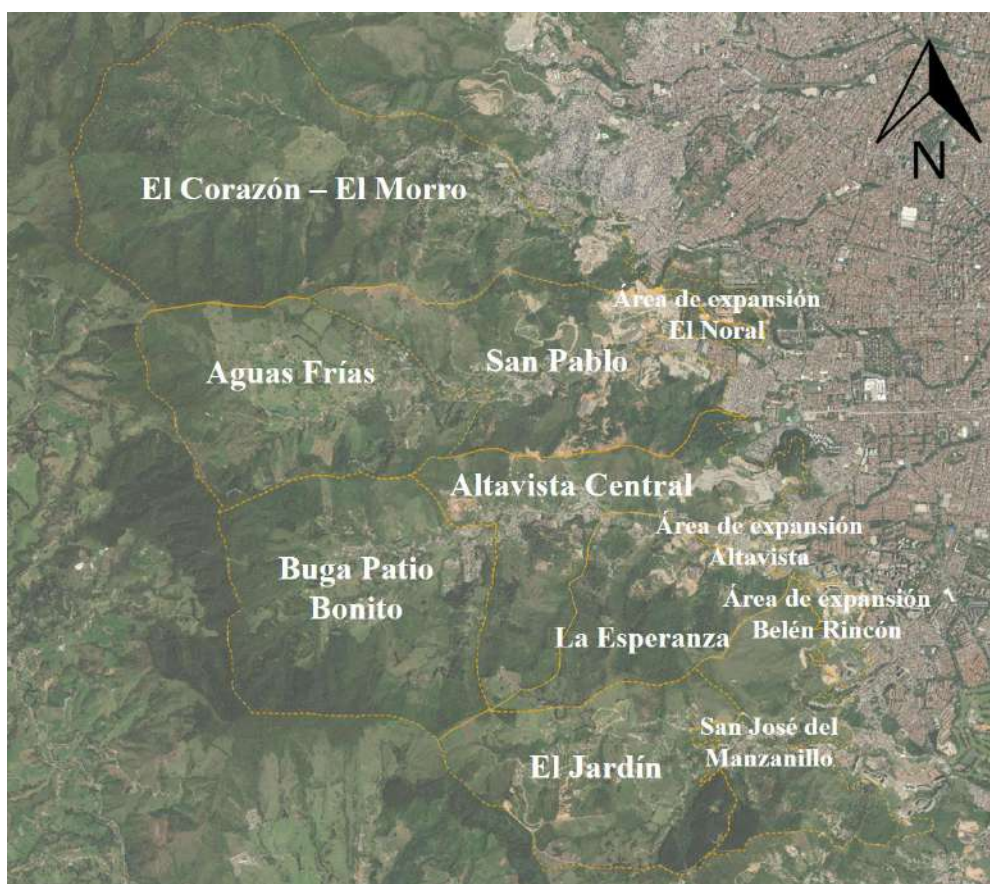 N
El Corazón – El Morro
Área de expansión
El Noral
San Pablo
Aguas Frías
Altavista Central
Área de expansión
Altavista
Buga Patio
Bonito
Área de expansión
Belén Rincón
La Esperanza
San José del
Manzanillo
El Jardín